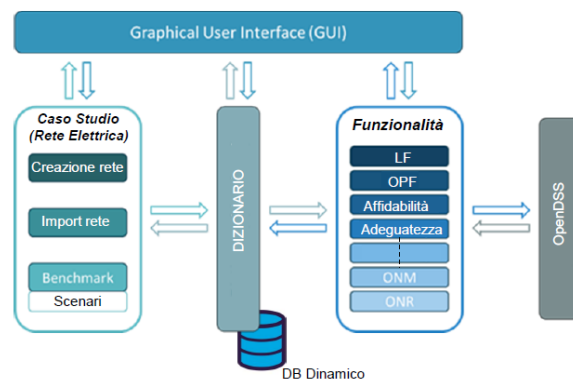 Graphical User Interface (GUI)
Caso Studio
(Rete Elettrica)
Creazione rete
Import rete
Benchmark
Scenari
DIZIONARIO
DB Dinamico
Funzionalità
LF
OPF
Affidabilità
Adeguatezza
ONM
ONR
OpenDSS